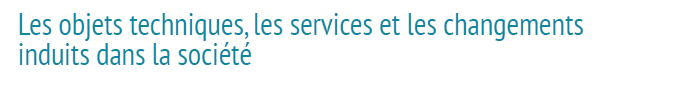 Les objets techniques, les services et les changements
induits dans la société